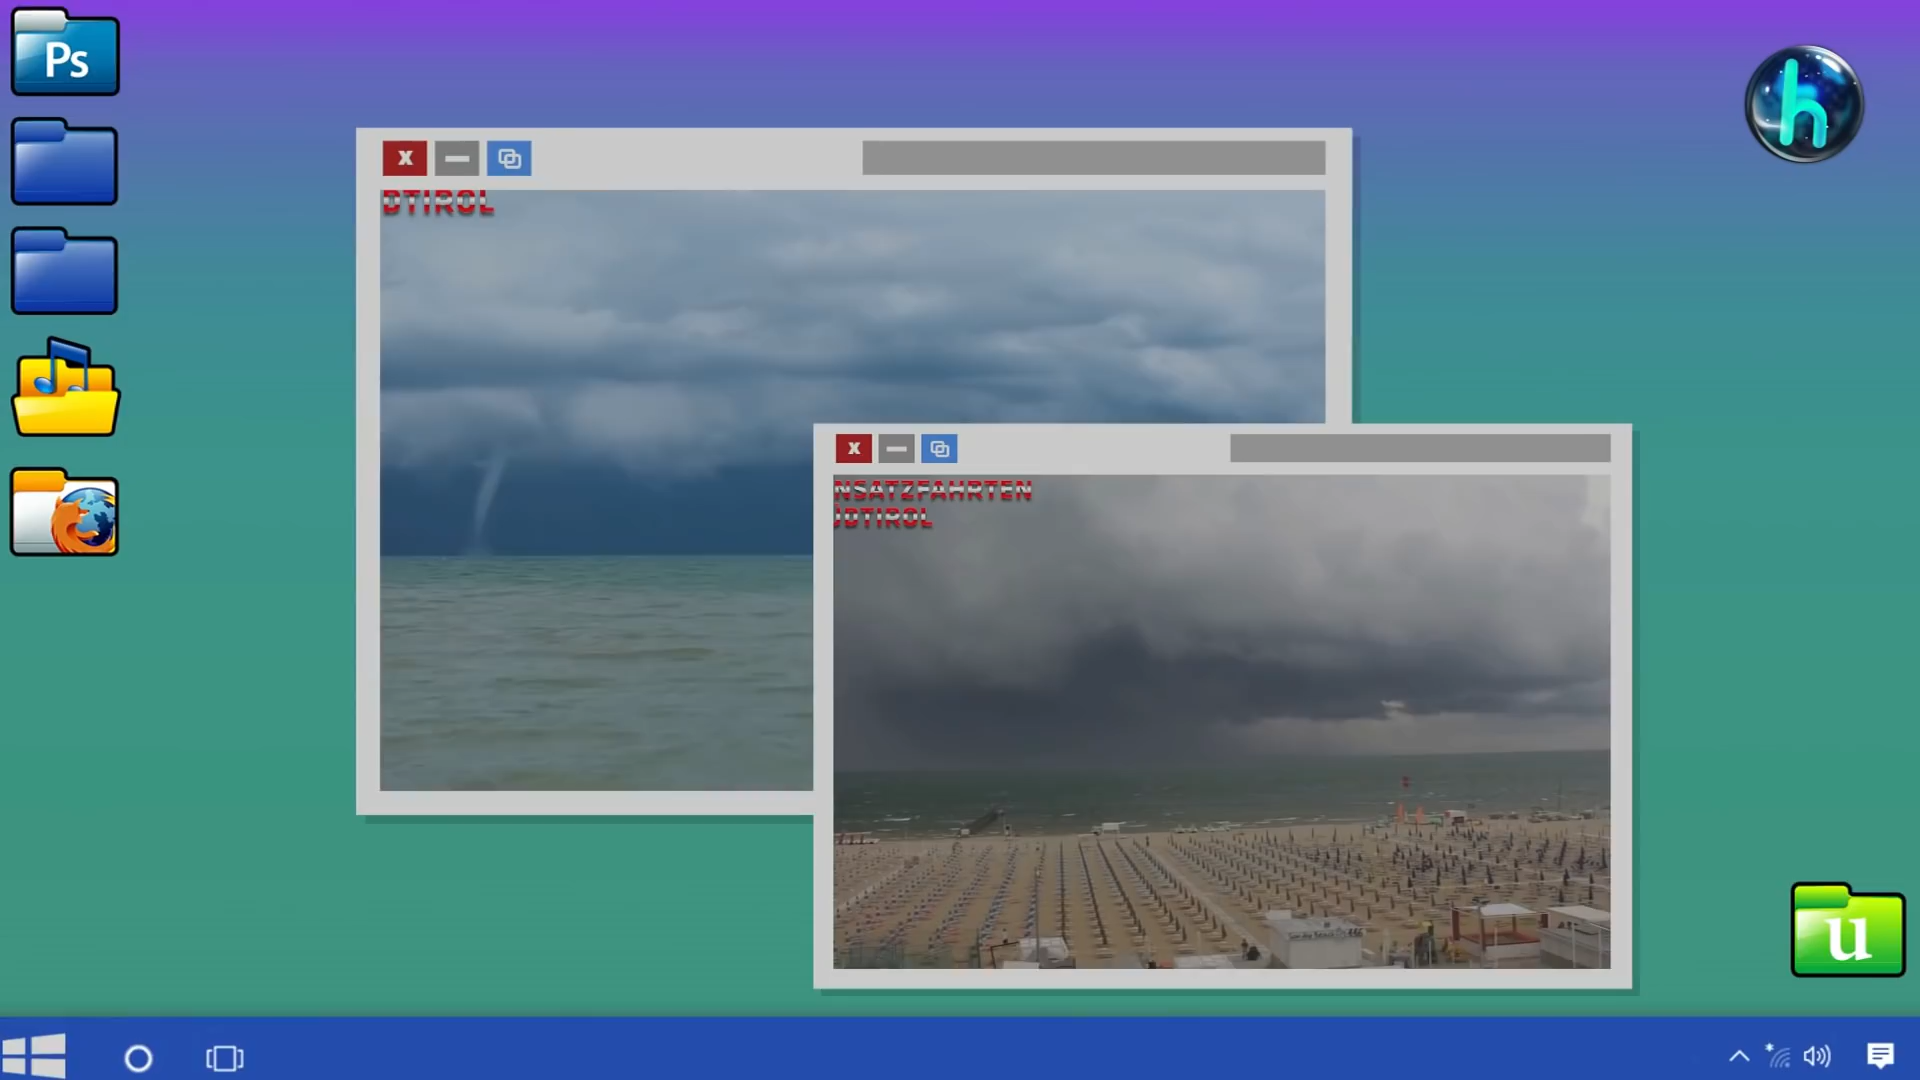 Ps
h
X
DTIROL
X
NSATZFAHRTEN
JDTIROL
u